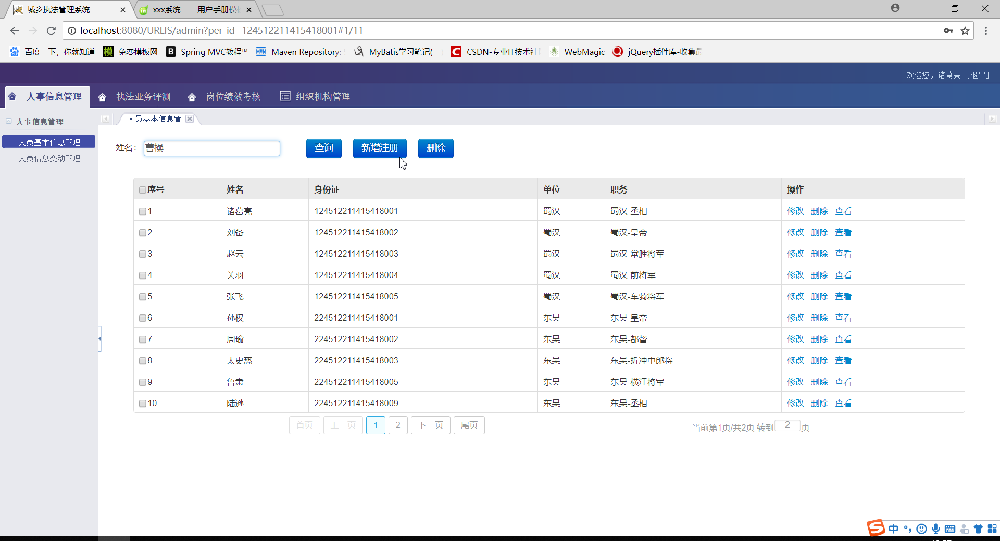 城乡执法管理系统
xxx系统——用户手册模
localhost:8080/URLIS/admin?per_id=124512211415418001#1/11
百度一下，你就知道 免费模板网 Spring MVC教程™ Maven Repository: MyBatis学习笔记(一) CSDN-专业IT技术社 WebMagic jQuery插件库-收集
欢迎您，诸葛亮 [退出]
人事信息管理 执法业务评测 岗位绩效考核 组织机构管理
人事信息管理
人员基本信息管理
人员信息变动管理
人员基本信息管
姓名： 曹操 查询 新增注册 删除
序号 姓名 身份证 单位 职务 操作
1 诸葛亮 124512211415418001 蜀汉 蜀汉-丞相 修改 删除 查看
2 刘备 124512211415418002 蜀汉 蜀汉-皇帝 修改 删除 查看
3 赵云 124512211415418003 蜀汉 蜀汉-常胜将军 修改 删除 查看
4 关羽 124512211415418004 蜀汉 蜀汉-前将军 修改 删除 查看
5 张飞 124512211415418005 蜀汉 蜀汉-车骑将军 修改 删除 查看
6 孙权 224512211415418001 东吴 东吴-皇帝 修改 删除 查看
7 周瑜 224512211415418002 东吴 东吴-都督 修改 删除 查看
8 太史慈 224512211415418003 东吴 东吴-折冲中郎将 修改 删除 查看
9 鲁肃 224512211415418005 东吴 东吴-横江将军 修改 删除 查看
10 陆逊 224512211415418009 东吴 东吴-丞相 修改 删除 查看
首页 上一页 1 2 下一页 尾页
当前第1页/共2页 转到 2 页
中